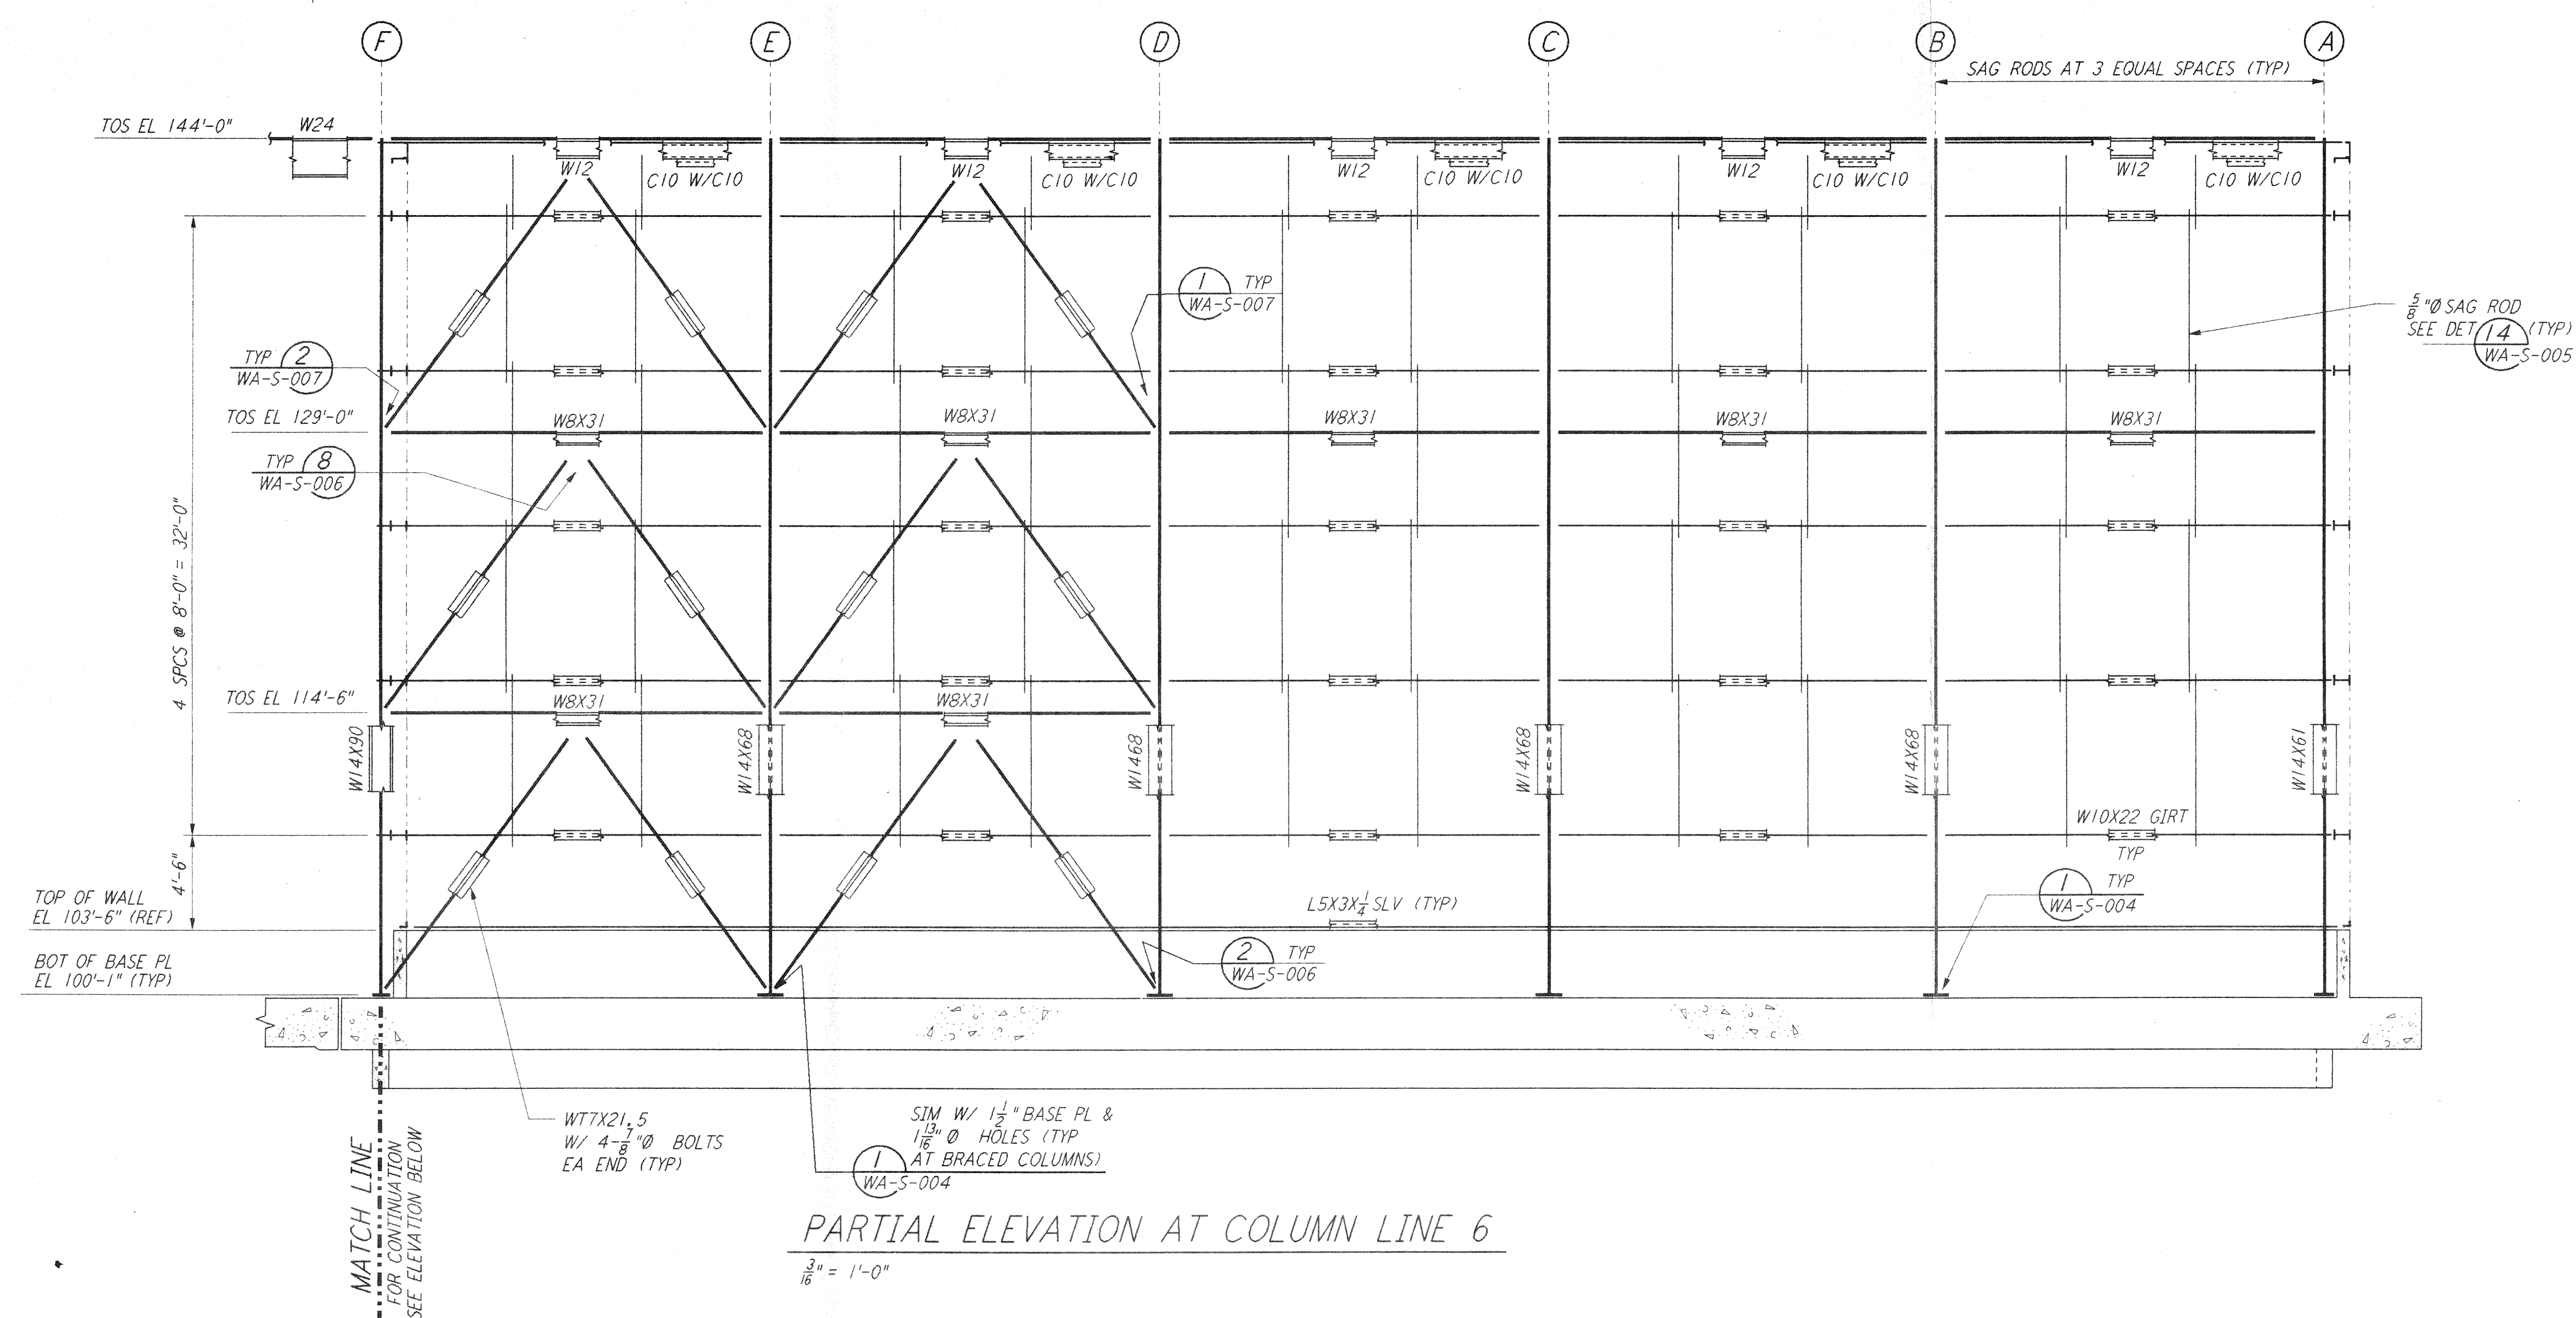 F
E
D
C
B
A
SAG RODS AT 3 EQUAL SPACES (TYP)
TOS EL 144'-0"
W24
W12
C10 W/C10
W12
C10 W/C10
W12
C10 W/C10
W12
C10 W/C10
W12
C10 W/C10
1 TYP
WA-S-007
5/8"Ø SAG ROD
SEE DET 14 (TYP)
WA-S-005
TYP 2
WA-S-007
TOS EL 129'-0"
W8X31
W8X31
W8X31
W8X31
W8X31
TYP 8
WA-S-006
4 SPCS @ 8'-0" = 32'-0"
TOS EL 114'-6"
W8X31
W8X31
W14X90
W14X68
W1468
W14X68
W14X68
W14X61
W10X22 GIRT
TYP
4'-6"
TOP OF WALL
EL 103'-6" (REF)
L5X3X1/4 SLV (TYP)
1 TYP
WA-S-004
BOT OF BASE PL
EL 100'-1" (TYP)
2 TYP
WA-S-006
WT7X21.5
W/ 4-7/8"Ø BOLTS
EA END (TYP)
SIM W/ 1 1/2" BASE PL &
1 13/16" Ø HOLES (TYP
AT BRACED COLUMNS)
1
WA-S-004
MATCH LINE
FOR CONTINUATION
SEE ELEVATION BELOW
PARTIAL ELEVATION AT COLUMN LINE 6
3/16" = 1'-0"